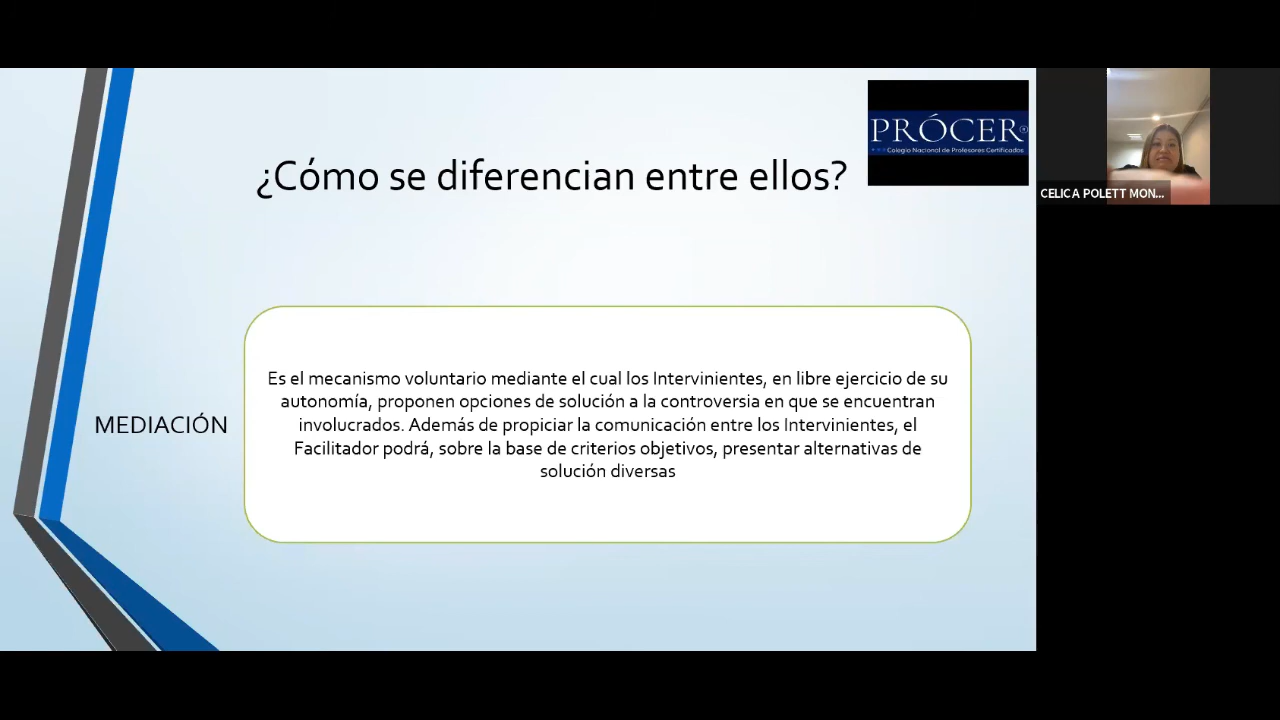 PRÓCER®
Colegio Nacional de Profesores Certificados
¿Cómo se diferencian entre ellos?
CELICA POLETT MON...
MEDIACIÓN
Es el mecanismo voluntario mediante el cual los Intervinientes, en libre ejercicio de su
autonomía, proponen opciones de solución a la controversia en que se encuentran
involucrados. Además de propiciar la comunicación entre los Intervinientes, el
Facilitador podrá, sobre la base de criterios objetivos, presentar alternativas de
solución diversas